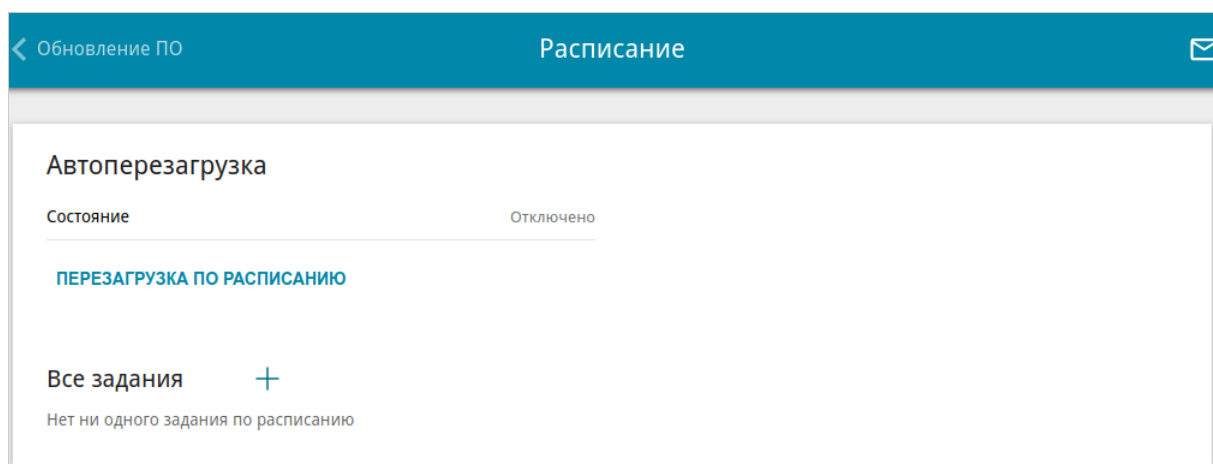 Обновление ПО
Расписание
Автоперезагрузка
Состояние Отключено
ПЕРЕЗАГРУЗКА ПО РАСПИСАНИЮ
Все задания
Нет ни одного задания по расписанию